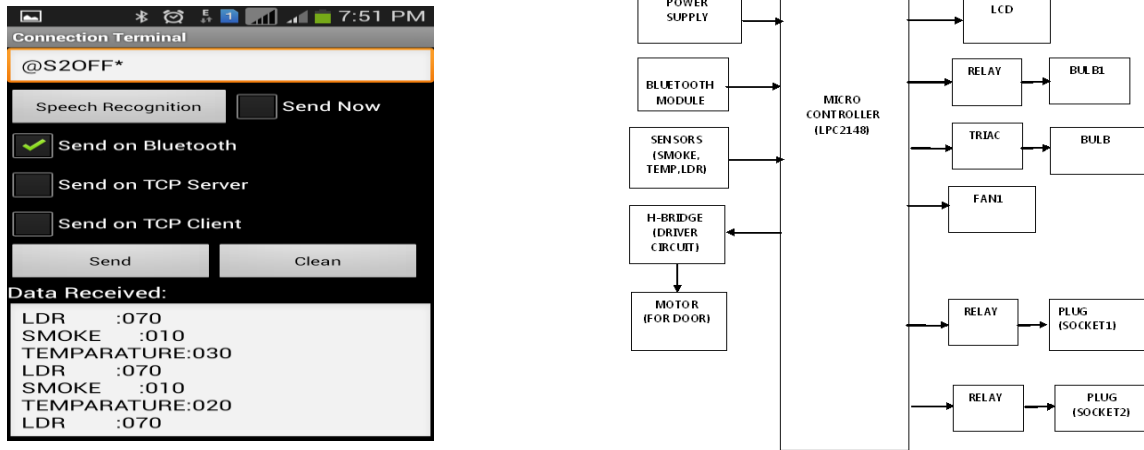 7:51 PM
Connection Terminal
@S2OFF*
Speech Recognition
Send Now
Send on Bluetooth
Send on TCP Server
Send on TCP Client
Send
Clean
Data Received:
LDR :070
SMOKE :010
TEMPARATURE:030
LDR :070
SMOKE :010
TEMPARATURE:020
LDR :070
POWER
SUPPLY
BLUETOOTH
MODULE
SENSORS
(SMOKE,
TEMP,LDR)
H-BRIDGE
(DRIVER
CIRCUIT)
MOTOR
(FOR DOOR)
MICRO
CONTROLLER
(LPC2148)
LCD
RELAY
BULB1
TRIAC
BULB
FAN1
RELAY
PLUG
(SOCKET1)
RELAY
PLUG
(SOCKET2)